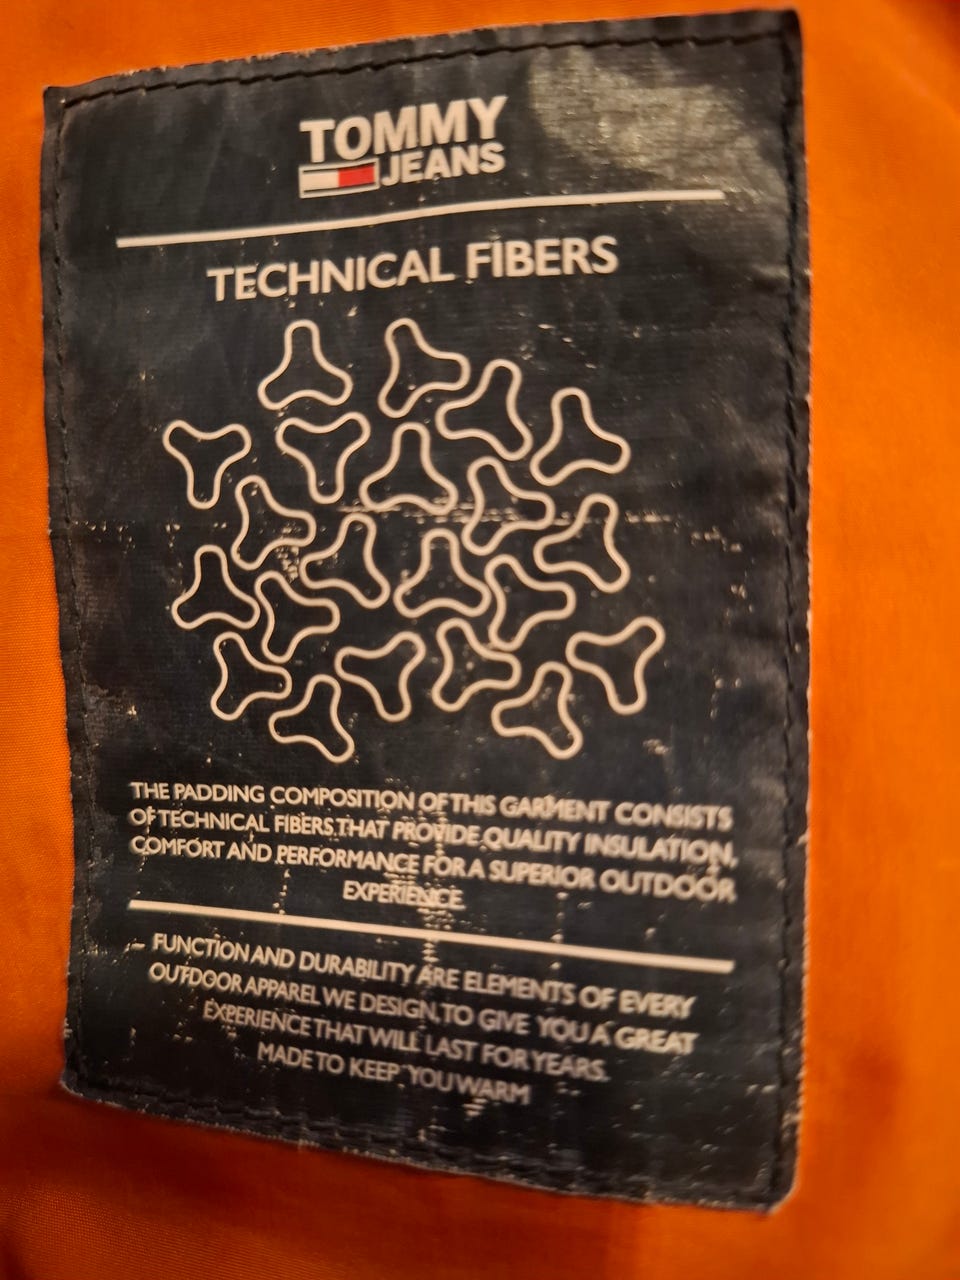 TOMMY
JEANS
TECHNICAL FIBERS
THE PADDING COMPOSITION OF THIS GARMENT CONSISTS
OF TECHNICAL FIBERS THAT PROVIDE QUALITY INSULATION,
COMFORT AND PERFORMANCE FOR A SUPERIOR OUTDOOR
EXPERIENCE
FUNCTION AND DURABILITY ARE ELEMENTS OF EVERY
OUTDOOR APPAREL WE DESIGN, TO GIVE YOU A GREAT
EXPERIENCE THAT WILL LAST FOR YEARS.
MADE TO KEEP YOU WARM